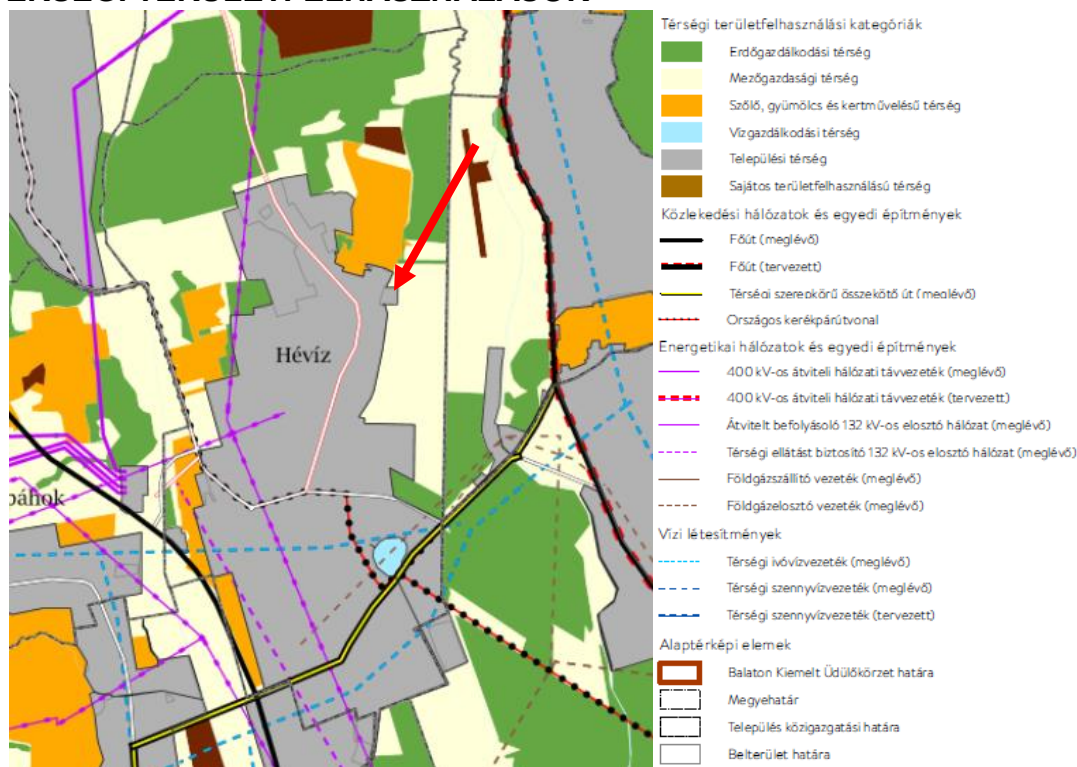 Hévíz
páhok
Térségi területfelhasználási kategóriák
Erdőgazdálkodási térség
Mezőgazdasági térség
Szőlő, gyümölcs és kertművelésű térség
Vízgazdálkodási térség
Települési térség
Sajátos területfelhasználású térség
Közlekedési hálózatok és egyedi építmények
Főút (meglévő)
Főút (tervezett)
Térségi szerepkörű összekötő út (meglévő)
Országos kerékpárútvonal
Energetikai hálózatok és egyedi építmények
400 kV-os átviteli hálózati távvezeték (meglévő)
400 kV-os átviteli hálózati távvezeték (tervezett)
Átvitelt befolyásoló 132 kV-os elosztó hálózat (meglévő)
Térségi ellátást biztosító 132 kV-os elosztó hálózat (meglévő)
Földgázszállító vezeték (meglévő)
Földgázelosztó vezeték (meglévő)
Vízi létesítmények
Térségi ivóvízvezeték (meglévő)
Térségi szennyvízvezeték (meglévő)
Térségi szennyvízvezeték (tervezett)
Alaptérképi elemek
Balaton Kiemelt Üdülőkörzet határa
Megyehatár
Település közigazgatási határa
Belterület határa